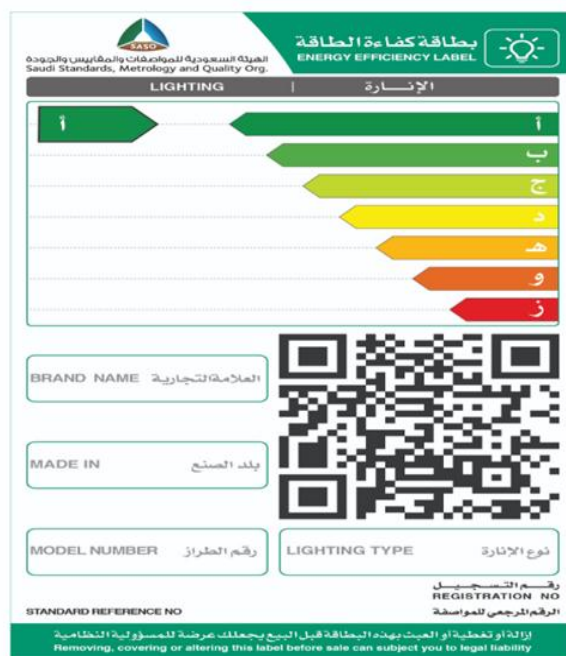 SASO
الهيئة السعودية للمواصفات والمقاييس والجودة
Saudi Standards, Metrology and Quality Org.
بطاقة كفاءة الطاقة
ENERGY EFFICIENCY LABEL
LIGHTING | الإنــارة
أ أ
ب
ج
د
هـ
و
ز
BRAND NAME العلامة التجارية
MADE IN بلد الصنع
MODEL NUMBER رقم الطراز
LIGHTING TYPE نوع الإنارة
رقـم التـسجيـل
REGISTRATION NO
STANDARD REFERENCE NO الرقم المرجعي للمواصفة
إزالة أو تغطية أو العبث بهذه البطاقة قبل البيع يجعلك عرضة للمسؤولية النظامية
Removing, covering or altering this label before sale can subject you to legal liability